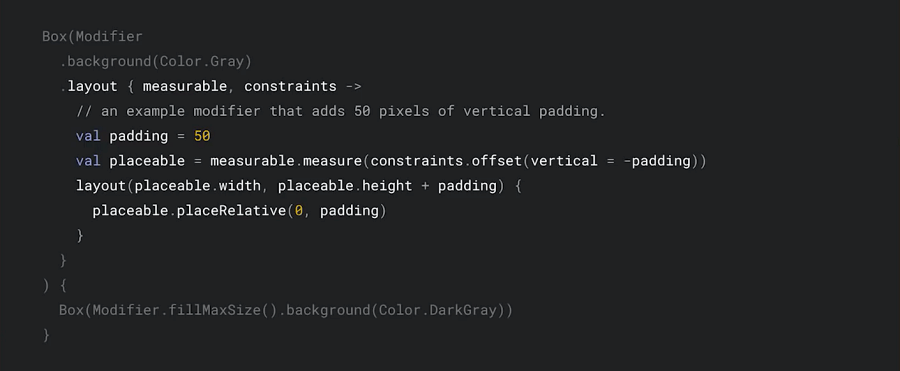 Box(Modifier
.background(Color.Gray)
.layout { measurable, constraints ->
// an example modifier that adds 50 pixels of vertical padding.
val padding = 50
val placeable = measurable.measure(constraints.offset(vertical = -padding))
layout(placeable.width, placeable.height + padding) {
placeable.placeRelative(0, padding)
}
}
) {
Box(Modifier.fillMaxSize().background(Color.DarkGray))
}